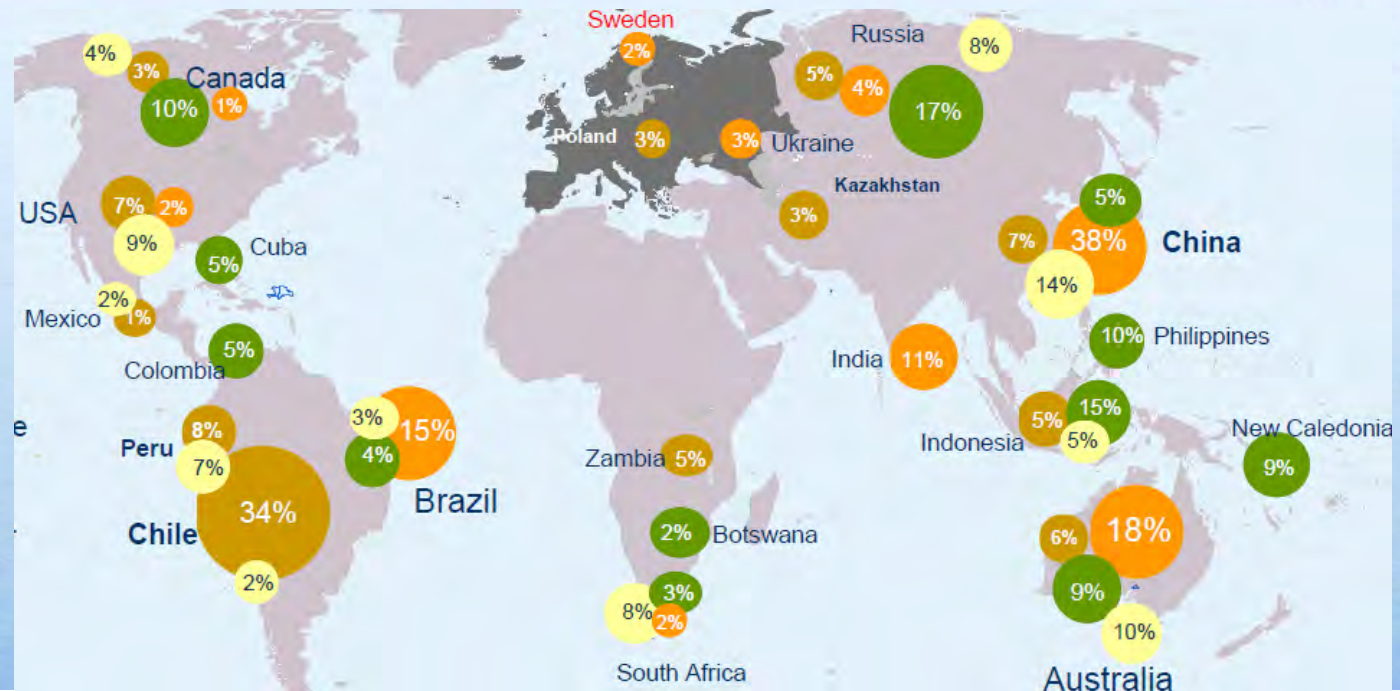 Sweden
2%
Russia
8%
4%
3%
Canada
10%
1%
5%
4%
17%
Poland
3%
3%
Ukraine
Kazakhstan
3%
USA
7%
2%
9%
Cuba
5%
5%
7%
38%
China
14%
2%
Mexico
1%
5%
Colombia
10%
Philippines
India
11%
e
8%
Peru
7%
3%
15%
4%
Brazil
Zambia
5%
5%
15%
5%
Indonesia
New Caledonia
9%
34%
Chile
2%
2%
Botswana
3%
8%
2%
South Africa
6%
18%
9%
10%
Australia